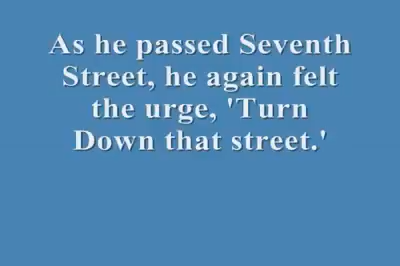 As he passed Seventh
Street, he again felt
the urge, 'Turn
Down that street.'